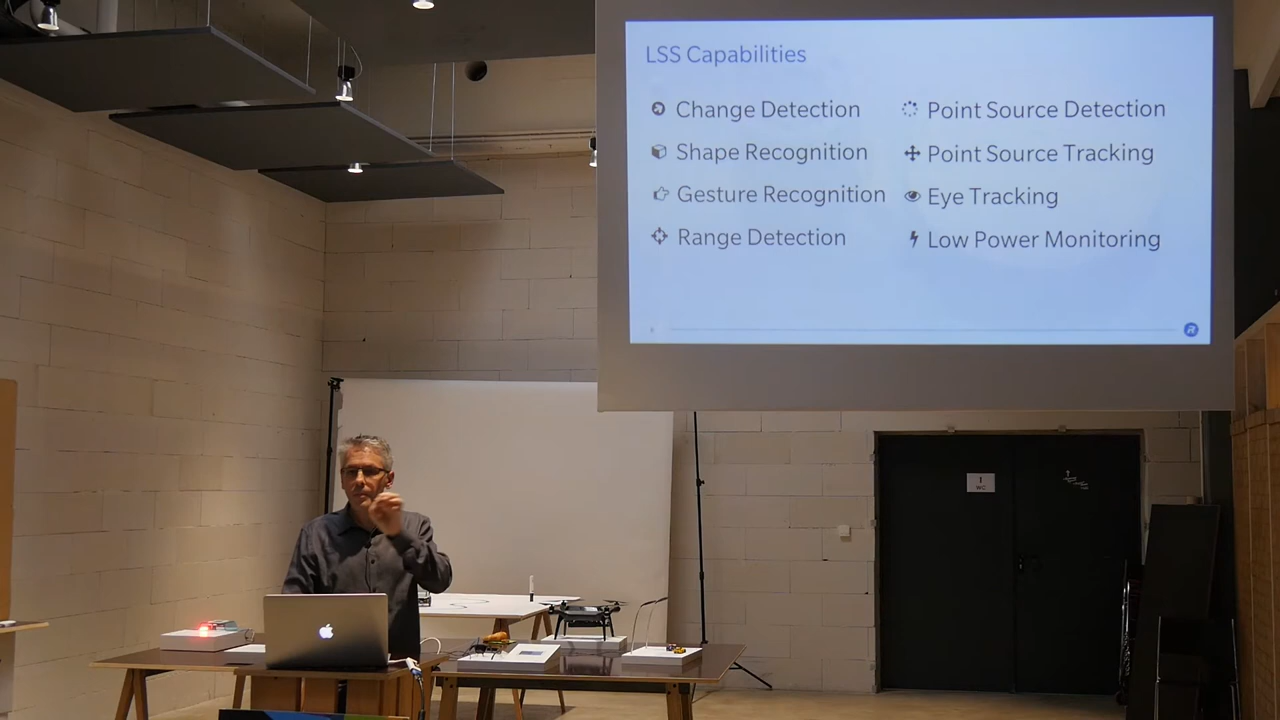 LSS Capabilities
Change Detection
Shape Recognition
Gesture Recognition
Range Detection
Point Source Detection
Point Source Tracking
Eye Tracking
Low Power Monitoring
R
WC